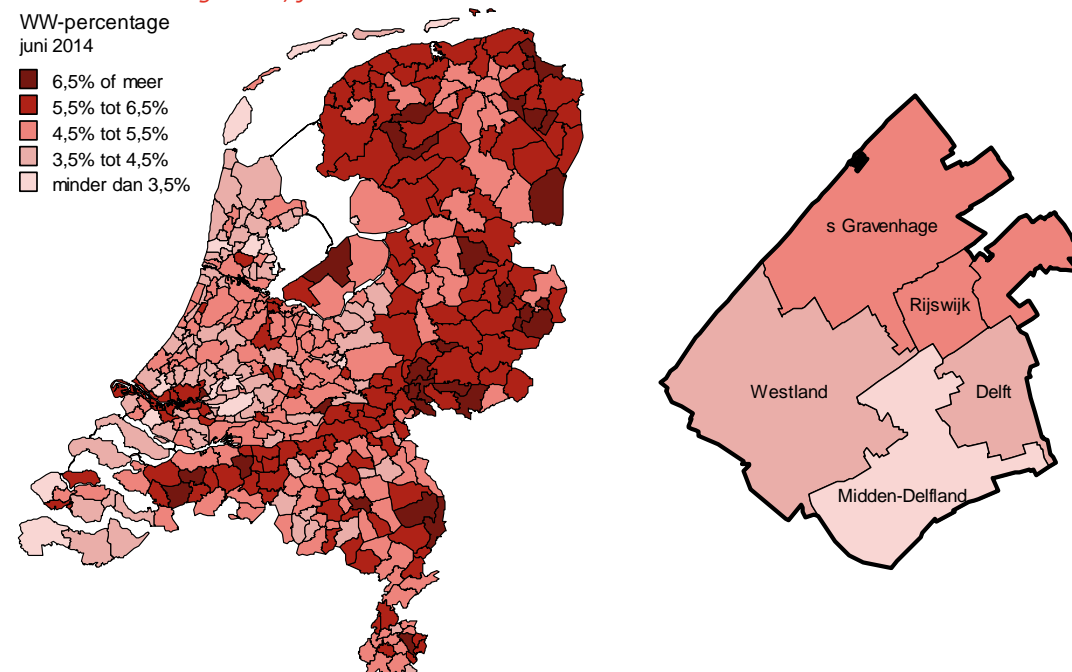 WW-percentage
juni 2014
6,5% of meer
5,5% tot 6,5%
4,5% tot 5,5%
3,5% tot 4,5%
minder dan 3,5%
s Gravenhage
Rijswijk
Westland
Delft
Midden-Delfland